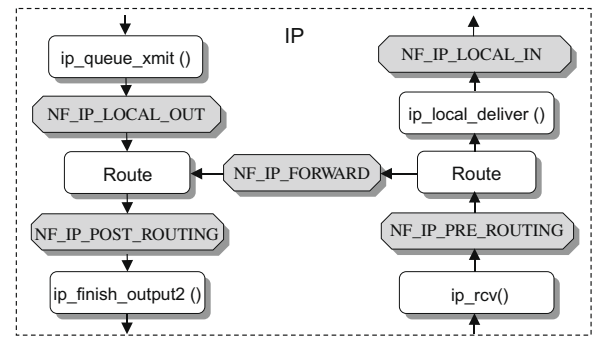 IP
ip_queue_xmit ()
NF_IP_LOCAL_OUT
Route
NF_IP_POST_ROUTING
ip_finish_output2 ()
NF_IP_FORWARD
NF_IP_LOCAL_IN
ip_local_deliver ()
Route
NF_IP_PRE_ROUTING
ip_rcv()